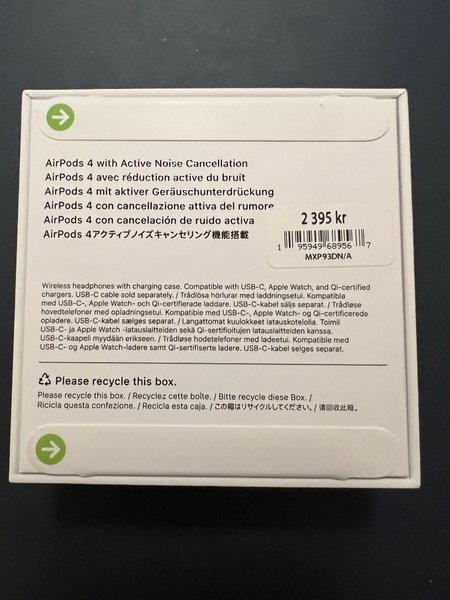 AirPods 4 with Active Noise Cancellation
AirPods 4 avec réduction active du bruit
AirPods 4 mit aktiver Geräuschunterdrückung
AirPods 4 con cancellazione attiva del rumore
AirPods 4 con cancelación de ruido activa
AirPods 4アクティブノイズキャンセリング機能搭載
2 395 kr
1 95949 68956 7
MXP93DN/A
Wireless headphones with charging case. Compatible with USB-C, Apple Watch, and Qi-certified
chargers. USB-C cable sold separately. / Trådlösa hörlurar med laddningsetui. Kompatibla
med USB-C-, Apple Watch- och Qi-certifierade laddare. USB-C-kabel säljs separat. / Trådløse
hovedtelefoner med opladningsetui. Kompatibel med USB-C-, Apple Watch- og Qi-certificerede
opladere. USB-C-kabel sælges separat. / Langattomat kuulokkeet latauskotelolla. Toimii
USB-C- ja Apple Watch -latauslaitteiden sekä Qi-sertifioitujen latauslaitteiden kanssa.
USB-C-kaapeli myydään erikseen. / Trådløse hodetelefoner med ladeetui. Kompatibel med
USB-C- og Apple Watch-ladere samt Qi-sertifiserte ladere. USB-C-kabel selges separat.
Please recycle this box.
Please recycle this box. / Recyclez cette boîte. / Bitte recycle diese Box. /
Ricicla questa confezione. / Recicla esta caja. / この箱はリサイクルしてください。/ 请回收此箱。